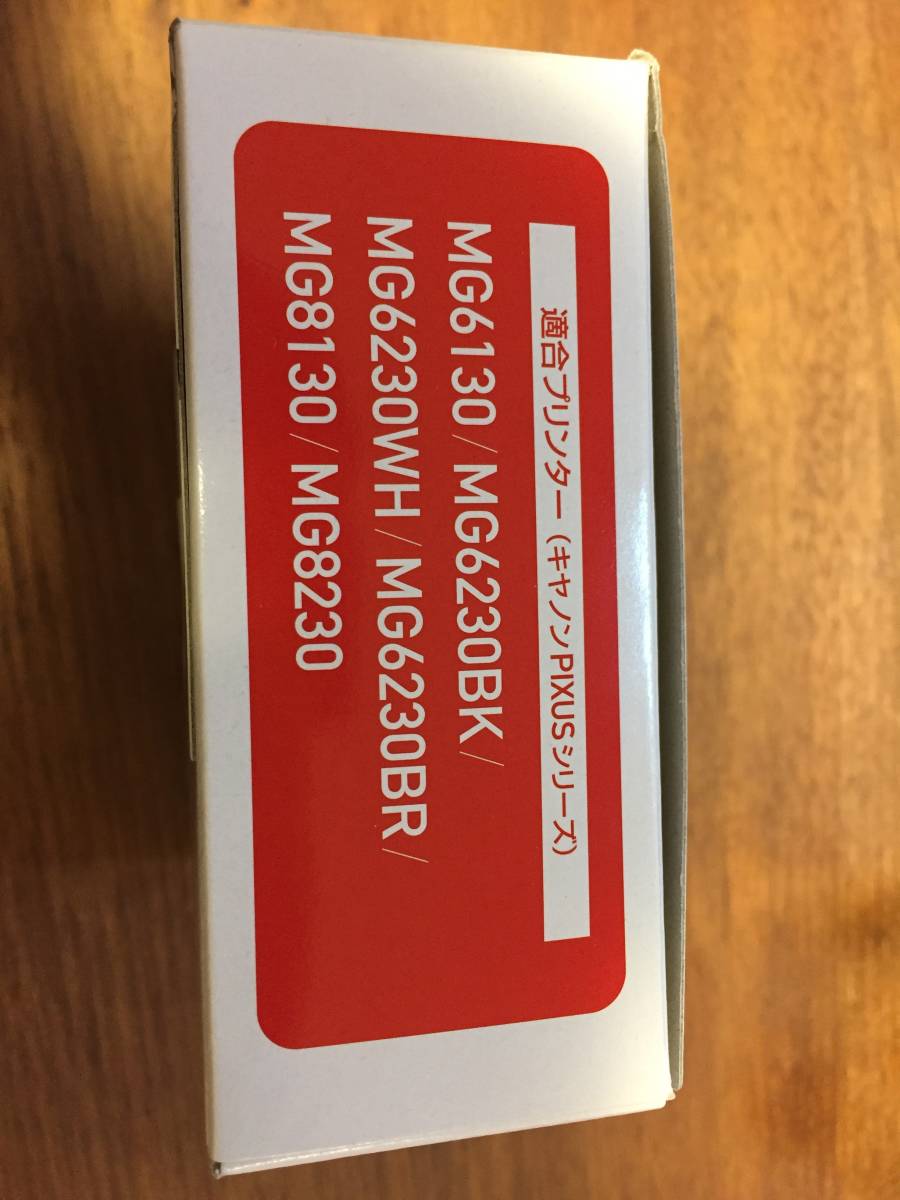 適合プリンター（キヤノンPIXUSシリーズ）
MG6130 / MG6230BK /
MG6230WH / MG6230BR /
MG8130 / MG8230